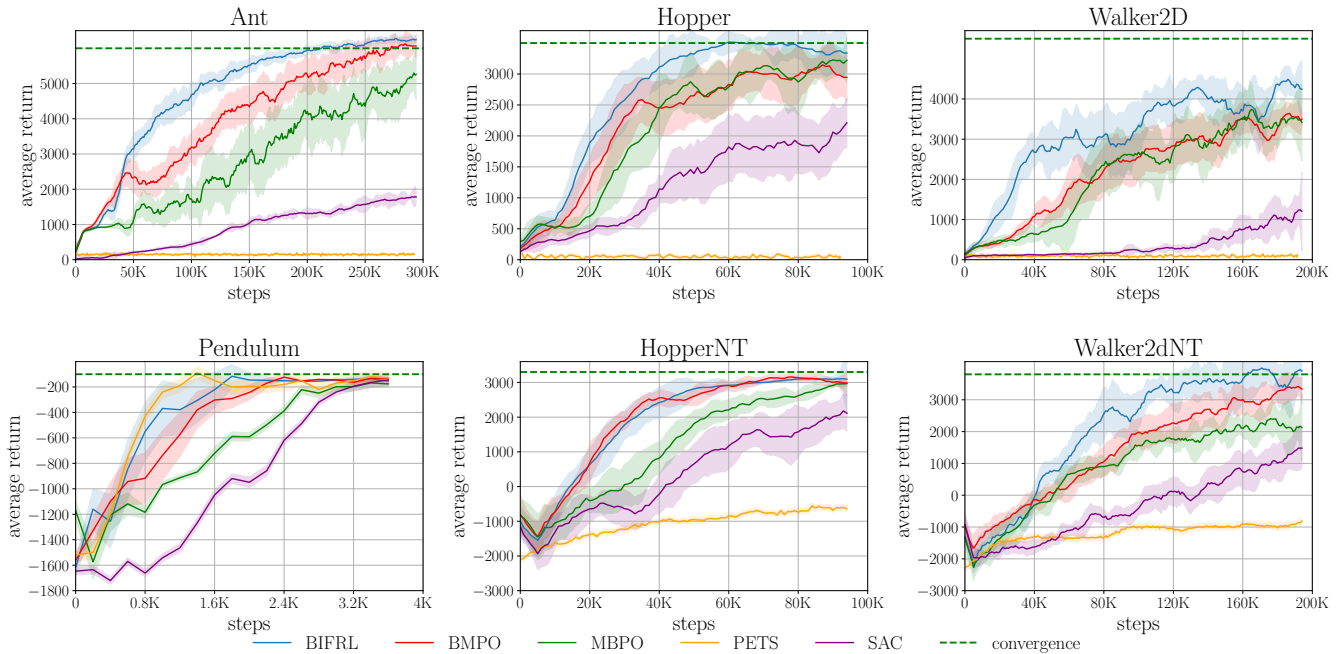 Ant
Hopper
Walker2D
average return
5000
4000
3000
2000
1000
0
0
50K
100K
150K
200K
250K
300K
steps
average return
3000
2500
2000
1500
1000
500
0
0
20K
40K
60K
80K
100K
steps
average return
4000
3000
4000
1000
0
0
40K
80K
120K
160K
200K
steps
Pendulum
HopperNT
Walker2dNT
average return
−200
−400
−600
−800
−1000
−1200
−1400
−1600
−1800
0
0.8K
1.6K
2.4K
3.2K
4K
steps
average return
3000
2000
1000
0
−1000
−2000
−3000
0
20K
40K
60K
80K
100K
steps
average return
3000
2000
1000
0
−1000
−2000
−3000
0
40K
80K
120K
160K
200K
steps
BIFRL BMPO MBPO PETS SAC convergence